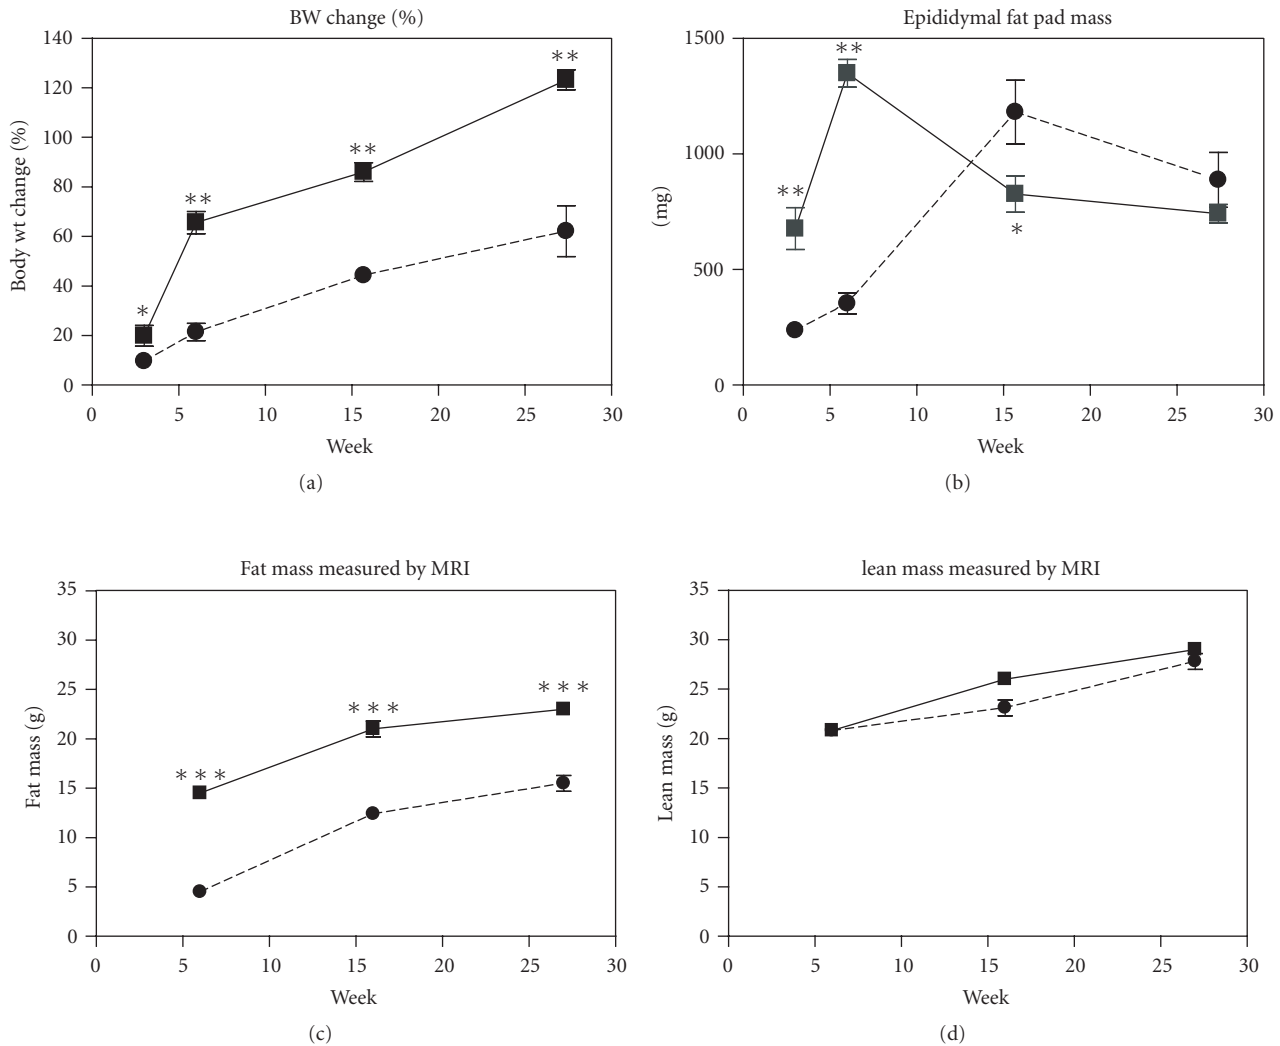 BW change (%)
140
120
100
80
60
40
20
0
Body wt change (%)
∗
∗∗
∗∗
∗∗
0 5 10 15 20 25 30
Week
(a)
Epididymal fat pad mass
1500
1000
500
0
(mg)
∗∗
∗∗
∗
0 5 10 15 20 25 30
Week
(b)
Fat mass measured by MRI
35
30
25
20
15
10
5
0
Fat mass (g)
∗∗∗
∗∗∗
∗∗∗
0 5 10 15 20 25 30
Week
(c)
lean mass measured by MRI
35
30
25
20
15
10
5
0
Lean mass (g)
0 5 10 15 20 25 30
Week
(d)